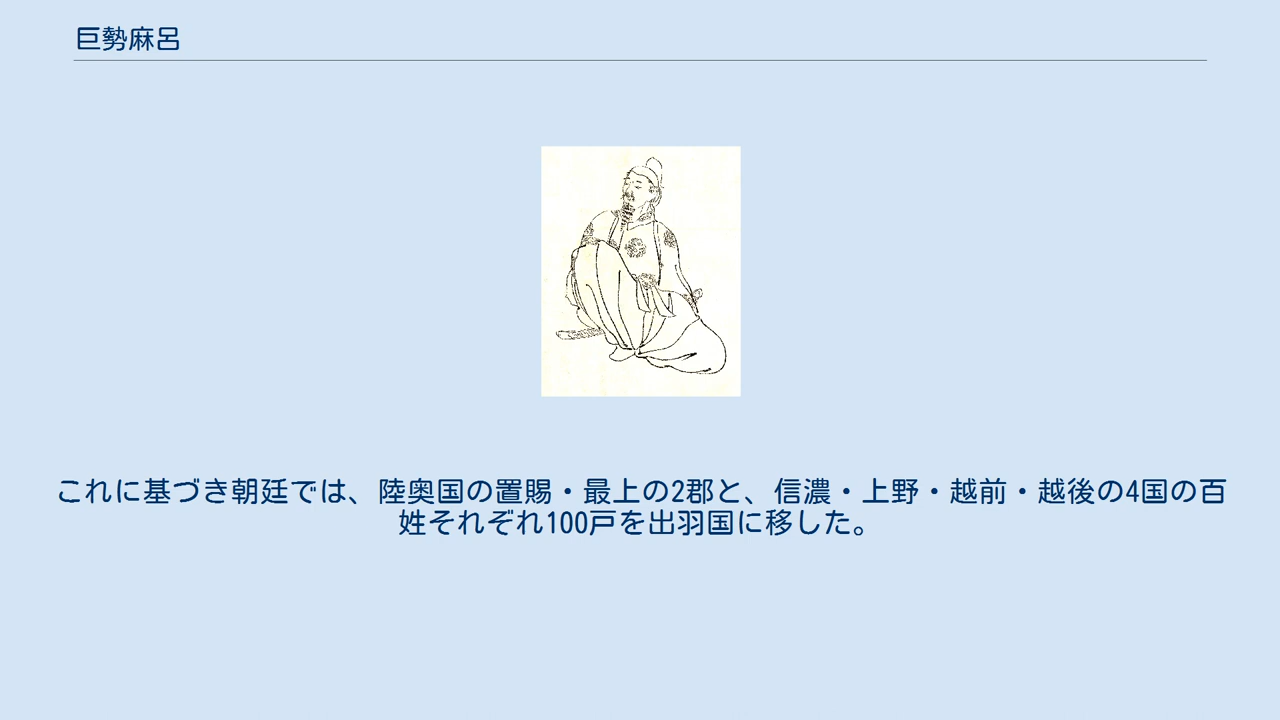 巨勢麻呂
これに基づき朝廷では、陸奥国の置賜・最上の2郡と、信濃・上野・越前・越後の4国の百
姓それぞれ100戸を出羽国に移した。